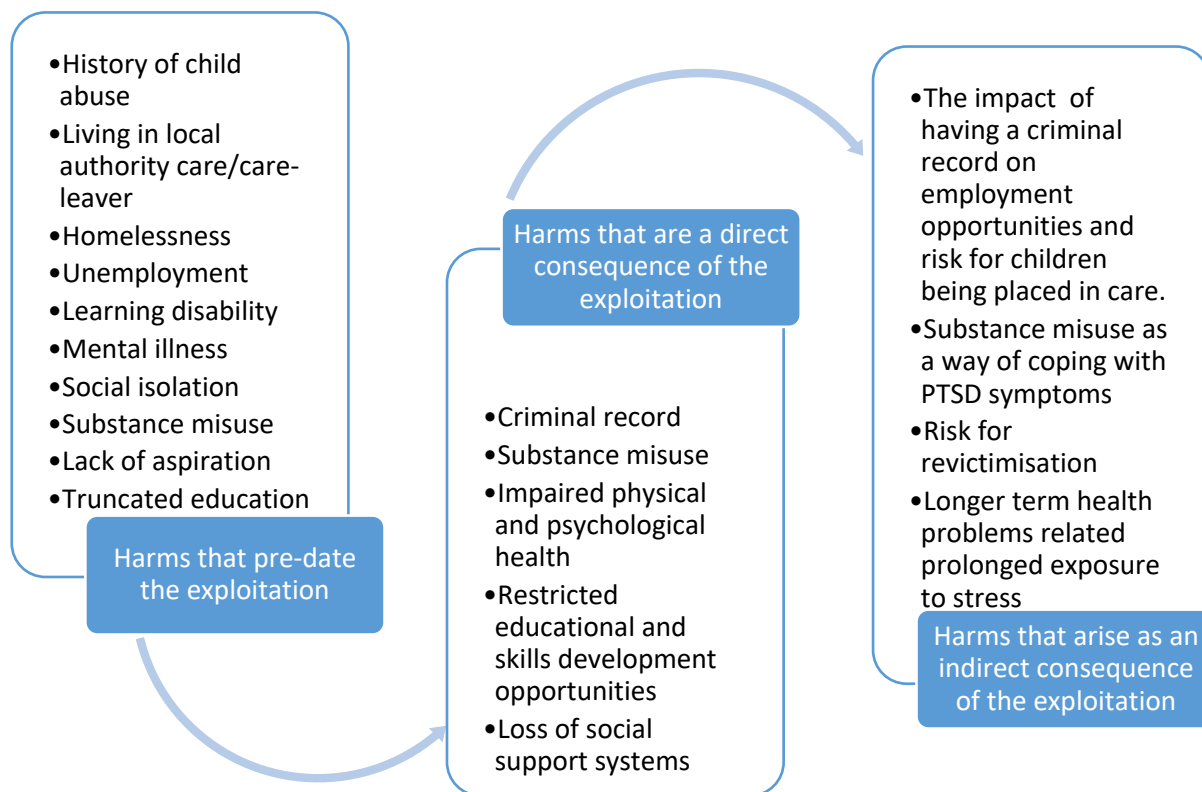 •History of child
abuse
•Living in local
authority care/care-
leaver
•Homelessness
•Unemployment
•Learning disability
•Mental illness
•Social isolation
•Substance misuse
•Lack of aspiration
•Truncated education
Harms that pre-date
the exploitation
Harms that are a direct
consequence of the
exploitation
•Criminal record
•Substance misuse
•Impaired physical
and psychological
health
•Restricted
educational and
skills development
opportunities
•Loss of social
support systems
•The impact of
having a criminal
record on
employment
opportunities and
risk for children
being placed in care.
•Substance misuse as
a way of coping with
PTSD symptoms
•Risk for
revictimisation
•Longer term health
problems related
prolonged exposure
to stress
Harms that arise as an
indirect consequence
of the exploitation